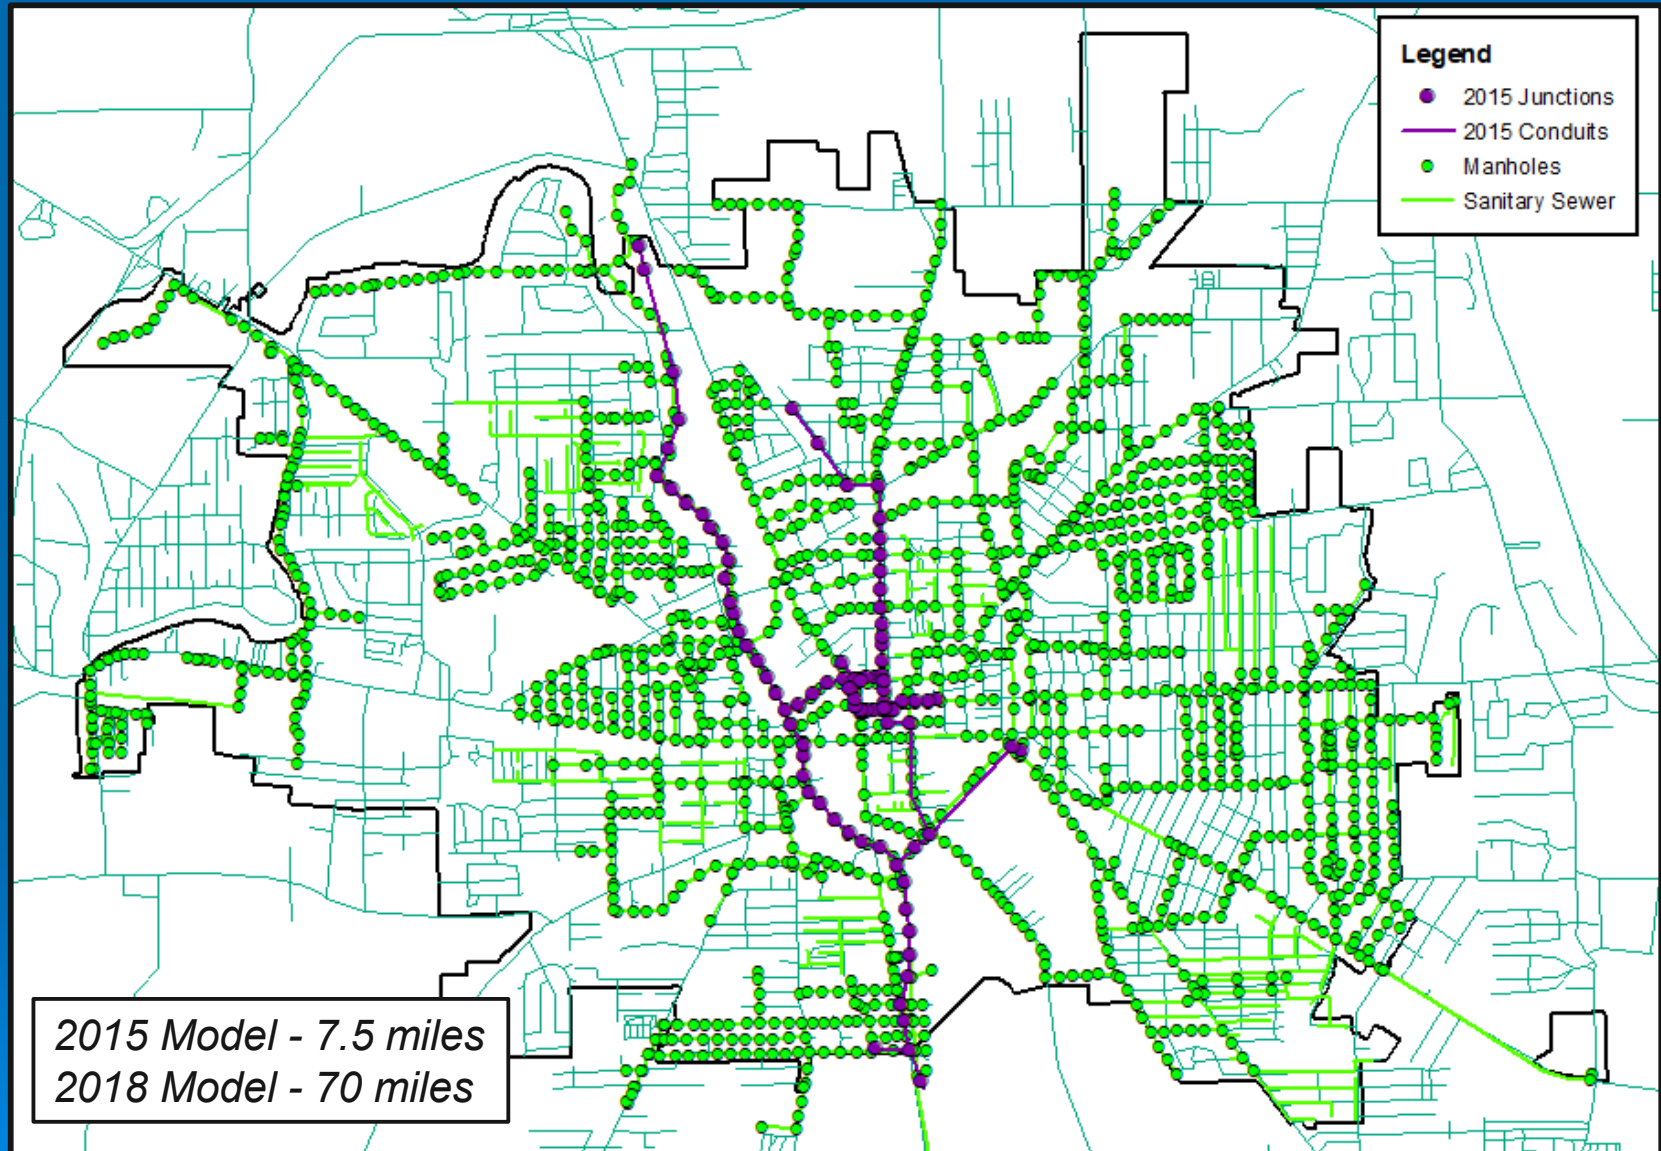 Legend
2015 Junctions
2015 Conduits
Manholes
Sanitary Sewer
2015 Model - 7.5 miles
2018 Model - 70 miles